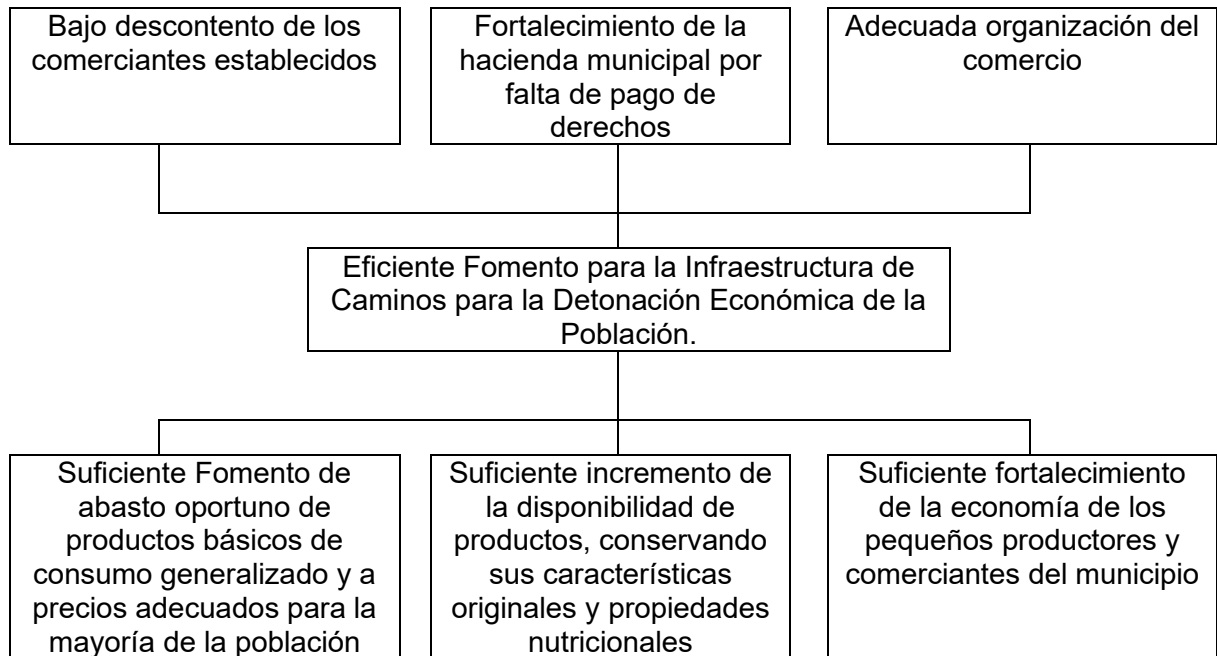 Bajo descontento de los
comerciantes establecidos
Fortalecimiento de la
hacienda municipal por
falta de pago de
derechos
Adecuada organización del
comercio
Eficiente Fomento para la Infraestructura de
Caminos para la Detonación Económica de la
Población.
Suficiente Fomento de
abasto oportuno de
productos básicos de
consumo generalizado y a
precios adecuados para la
mayoría de la población
Suficiente incremento de
la disponibilidad de
productos, conservando
sus características
originales y propiedades
nutricionales
Suficiente fortalecimiento
de la economía de los
pequeños productores y
comerciantes del municipio